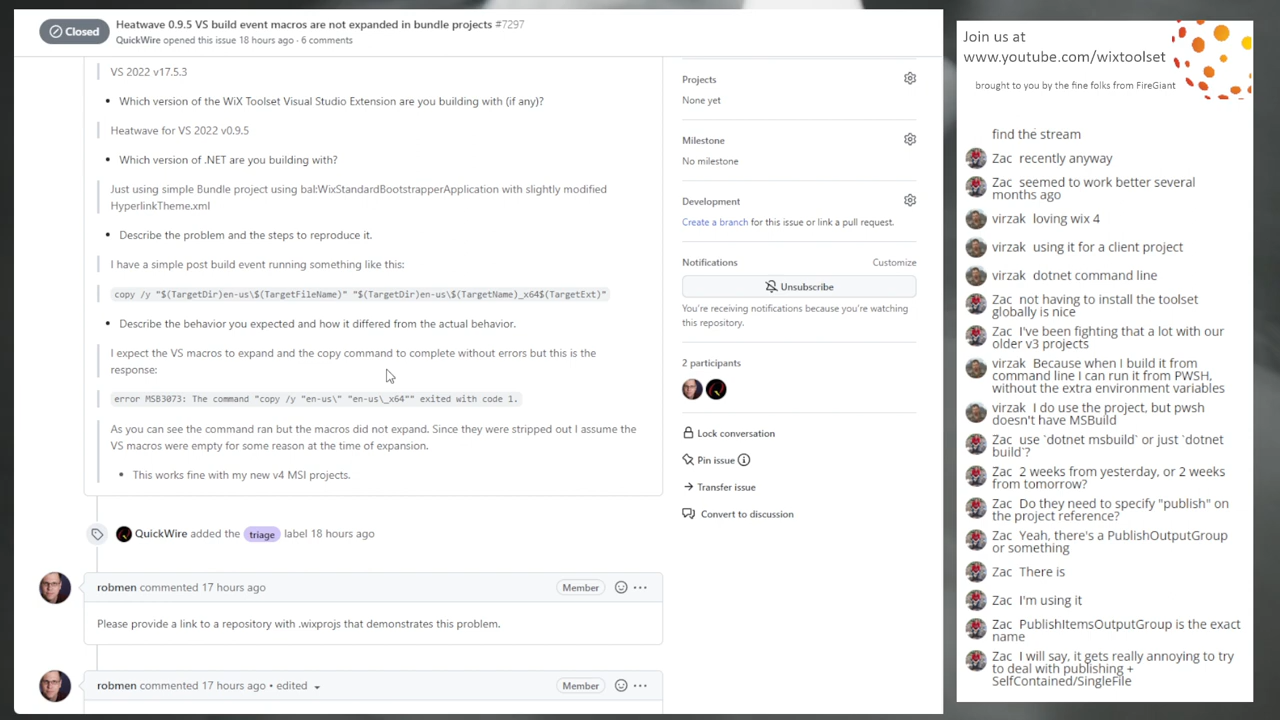 Closed
Heatwave 0.9.5 VS build event macros are not expanded in bundle projects #7297
QuickWire opened this issue 18 hours ago · 6 comments
VS 2022 v17.5.3
• Which version of the WiX Toolset Visual Studio Extension are you building with (if any)?
Heatwave for VS 2022 v0.9.5
• Which version of .NET are you building with?
Just using simple Bundle project using bal:WixStandardBootstrapperApplication with slightly modified
HyperlinkTheme.xml
• Describe the problem and the steps to reproduce it.
I have a simple post build event running something like this:
copy /y "$(TargetDir)en-us\$(TargetFileName)" "$(TargetDir)en-us\$(TargetName)_x64$(TargetExt)"
• Describe the behavior you expected and how it differed from the actual behavior.
I expect the VS macros to expand and the copy command to complete without errors but this is the
response:
error MSB3073: The command "copy /y "en-us\" "en-us\_x64"" exited with code 1.
As you can see the command ran but the macros did not expand. Since they were stripped out I assume the
VS macros were empty for some reason at the time of expansion.
• This works fine with my new v4 MSI projects.
QuickWire added the triage label 18 hours ago
robmen commented 17 hours ago
Member
Please provide a link to a repository with .wixprojs that demonstrates this problem.
robmen commented 17 hours ago • edited
Member
Projects
None yet
Milestone
No milestone
Development
Create a branch for this issue or link a pull request.
Notifications
Customize
Unsubscribe
You're receiving notifications because you're watching
this repository.
2 participants
Lock conversation
Pin issue
Transfer issue
Convert to discussion
Join us at
www.youtube.com/wixtoolset
brought to you by the fine folks from FireGiant
find the stream
Zac recently anyway
Zac seemed to work better several
months ago
virzak loving wix 4
virzak using it for a client project
virzak dotnet command line
Zac not having to install the toolset
globally is nice
Zac I've been fighting that a lot with our
older v3 projects
virzak Because when I build it from
command line I can run it from PWSH,
without the extra environment variables
virzak I do use the project, but pwsh
doesn't have MSBuild
Zac use `dotnet msbuild` or just `dotnet
build`?
Zac 2 weeks from yesterday, or 2 weeks
from tomorrow?
Zac Do they need to specify "publish" on
the project reference?
Zac Yeah, there's a PublishOutputGroup
or something
Zac There is
Zac I'm using it
Zac PublishItemsOutputGroup is the exact
name
Zac I will say, it gets really annoying to try
to deal with publishing +
SelfContained/SingleFile